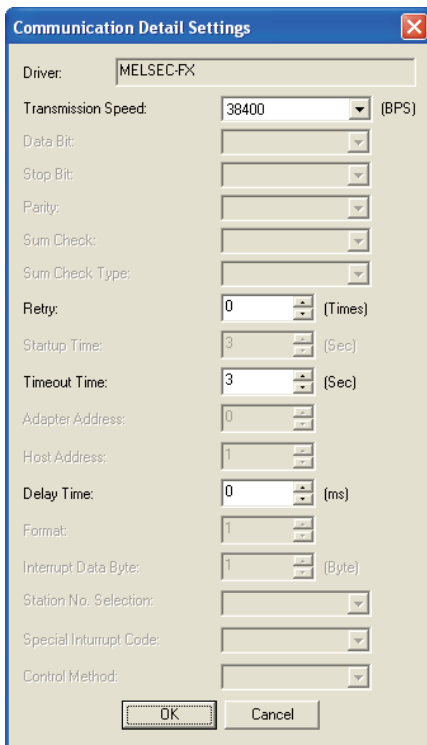 Communication Detail Settings
Driver: MELSEC-FX
Transmission Speed: 38400 (BPS)
Data Bit:
Stop Bit:
Parity:
Sum Check:
Sum Check Type:
Retry: 0 (Times)
Startup Time: 3 (Sec)
Timeout Time: 3 (Sec)
Adapter Address: 0
Host Address: 1
Delay Time: 0 (ms)
Format: 1
Interrupt Data Byte: 1 (Byte)
Station No. Selection:
Special Inturrupt Code:
Control Method:
OK Cancel